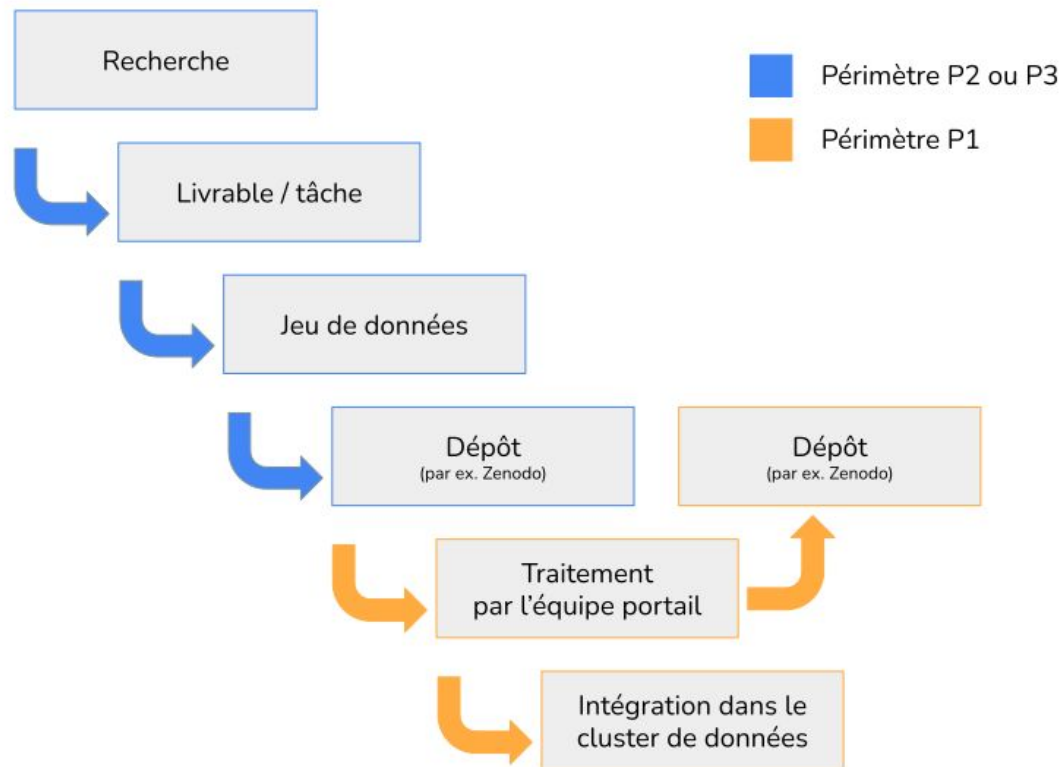 Recherche
Périmètre P2 ou P3
Périmètre P1
Livrable / tâche
Jeu de données
Dépôt
(par ex. Zenodo)
Dépôt
(par ex. Zenodo)
Traitement
par l'équipe portail
Intégration dans le
cluster de données